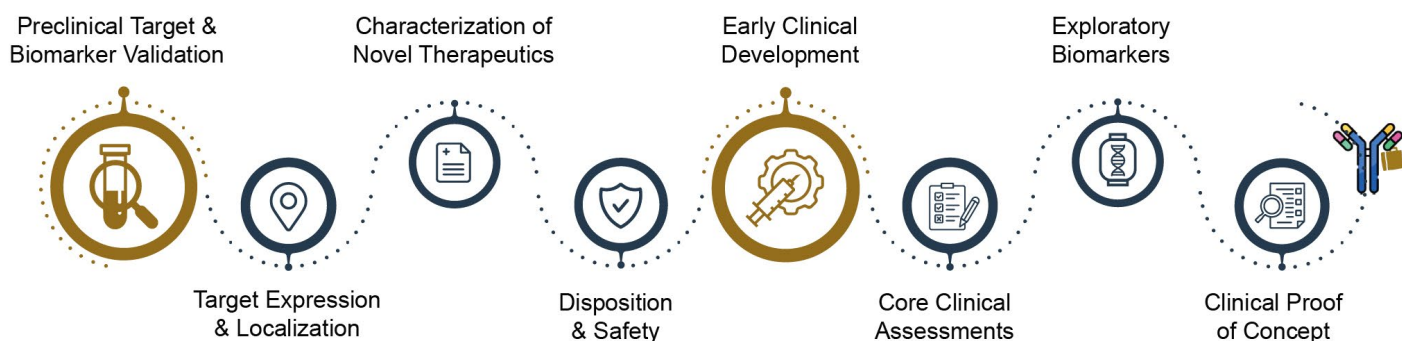 Preclinical Target &
Biomarker Validation
Target Expression
& Localization
Characterization of
Novel Therapeutics
Disposition
& Safety
Early Clinical
Development
Core Clinical
Assessments
Exploratory
Biomarkers
Clinical Proof
of Concept